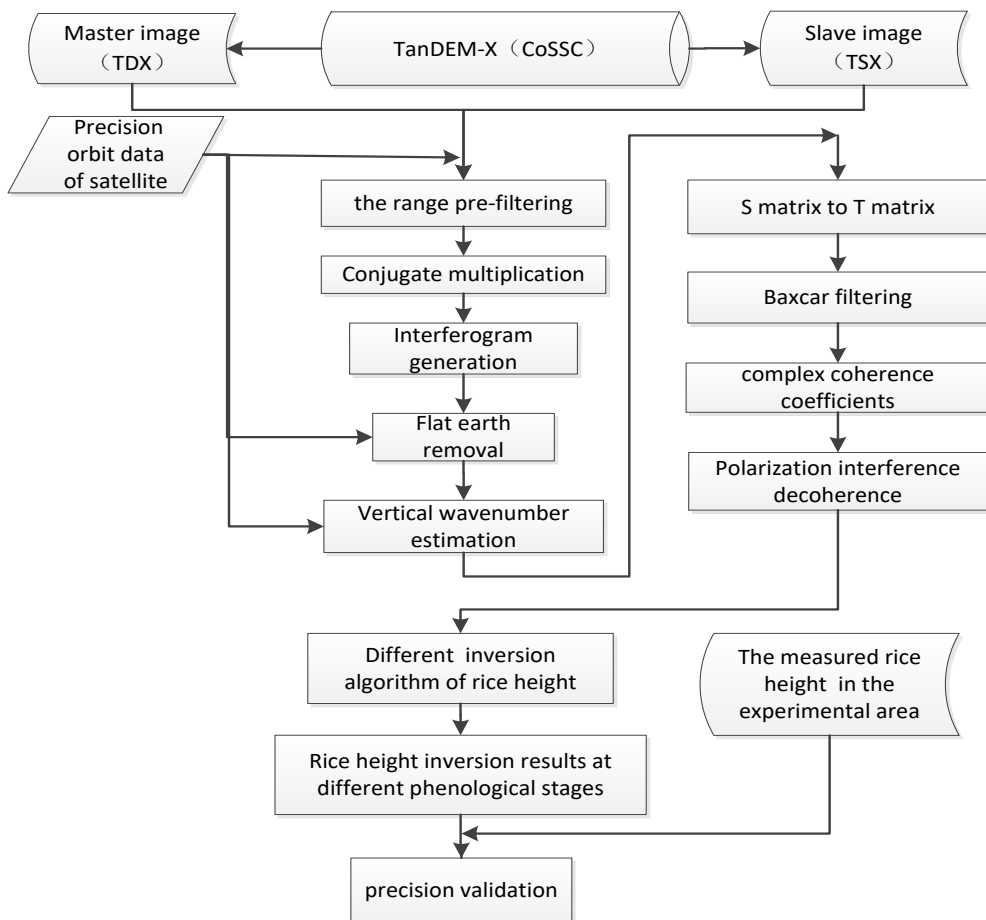 Master image
（TDX）
TanDEM-X（CoSSC）
Slave image
（TSX）
Precision
orbit data
of satellite
the range pre-filtering
Conjugate multiplication
Interferogram
generation
Flat earth
removal
Vertical wavenumber
estimation
S matrix to T matrix
Baxcar filtering
complex coherence
coefficients
Polarization interference
decoherence
Different  inversion
algorithm of rice height
The measured rice
height  in the
experimental area
Rice height inversion results at
different phenological stages
precision validation